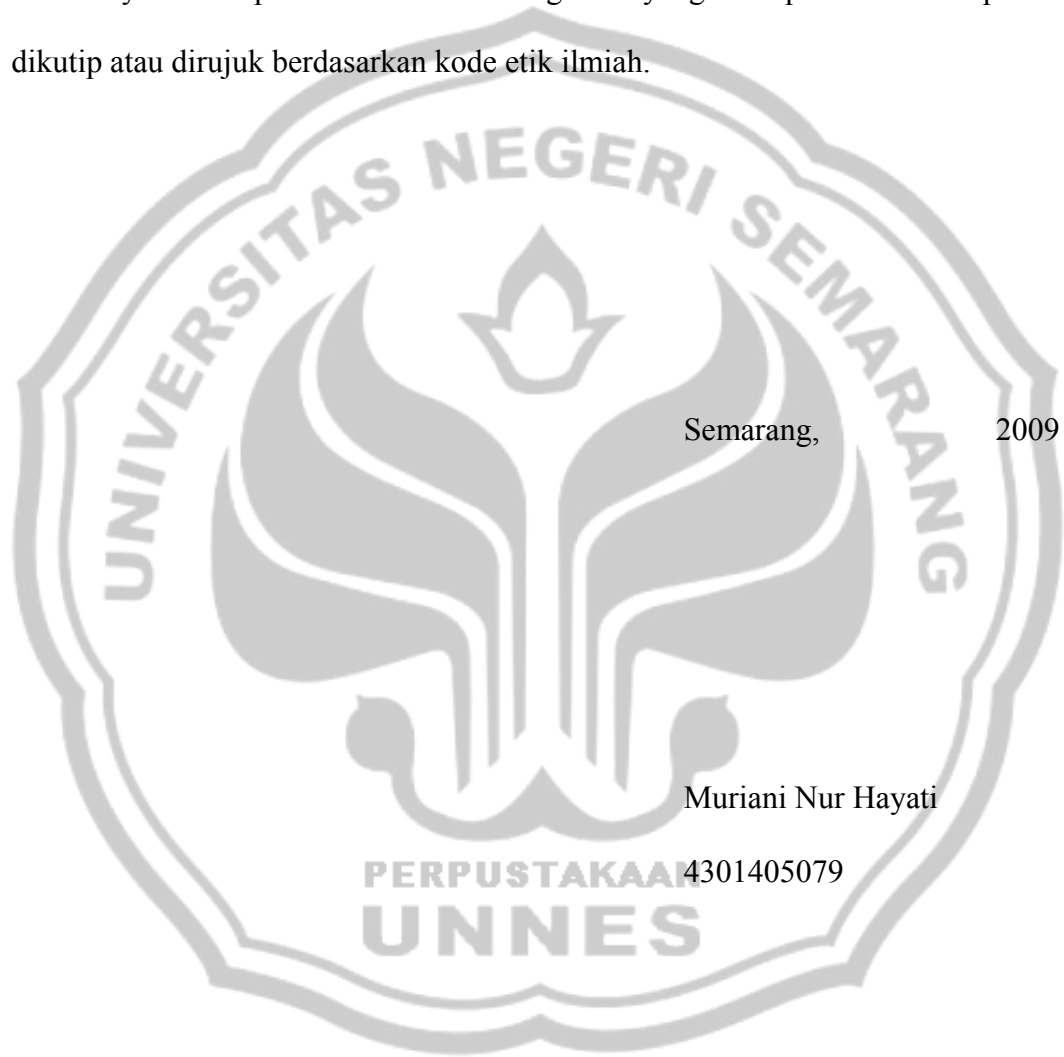 dikutip atau dirujuk berdasarkan kode etik ilmiah.
UNIVERSITAS NEGERI SEMARANG
Semarang, 2009
Muriani Nur Hayati
4301405079
PERPUSTAKAAN
UNNES